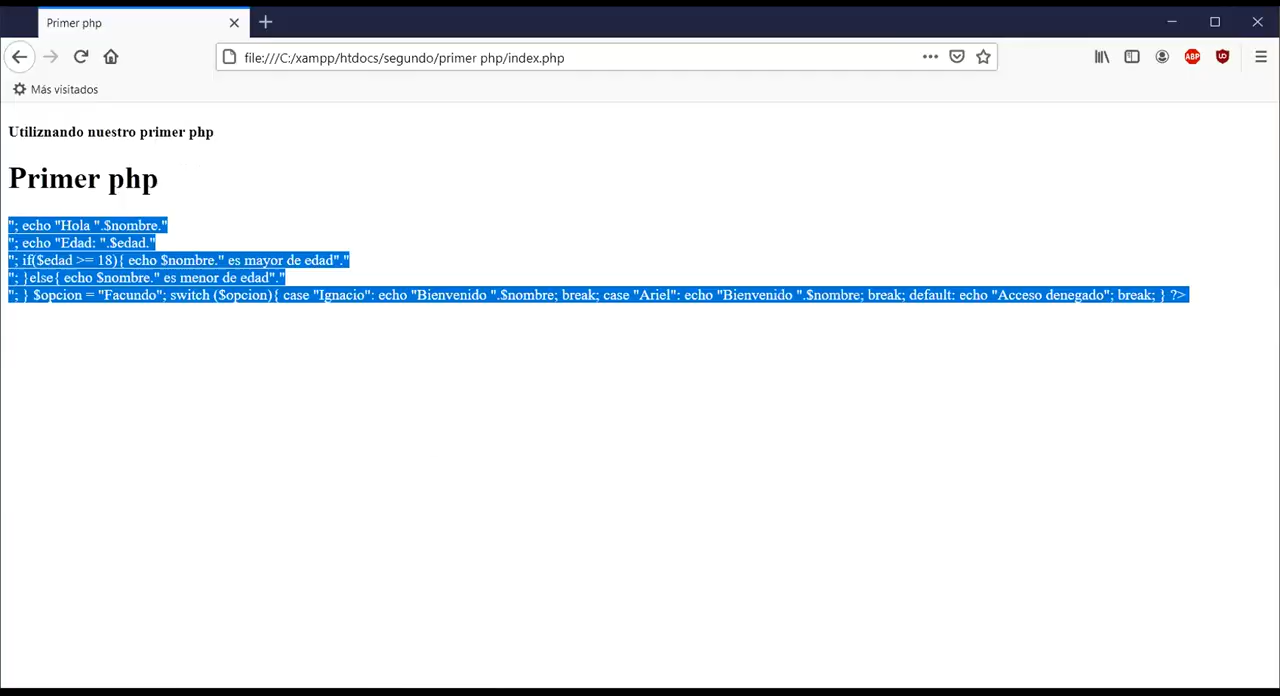 Primer php
file:///C:/xampp/htdocs/segundo/primer php/index.php
ABP
Más visitados
Utiliznando nuestro primer php
Primer php
"; echo "Hola ".$nombre."
"; echo "Edad: ".$edad."
"; if($edad >= 18){ echo $nombre." es mayor de edad"."
"; }else{ echo $nombre." es menor de edad"."
"; } $opcion = "Facundo"; switch ($opcion){ case "Ignacio": echo "Bienvenido ".$nombre; break; case "Ariel": echo "Bienvenido ".$nombre; break; default: echo "Acceso denegado"; break; } ?>